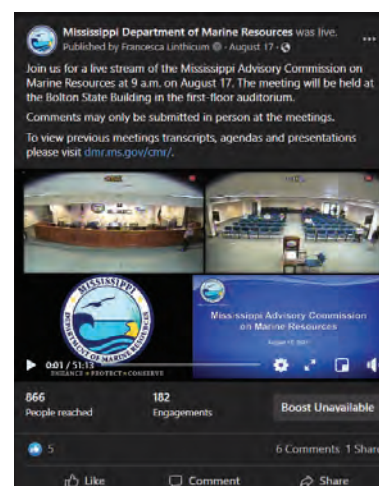 Mississippi Department of Marine Resources was live.
Published by Francesca Linthicum · August 17 ·
Join us for a live stream of the Mississippi Advisory Commission on
Marine Resources at 9 a.m. on August 17. The meeting will be held at
the Bolton State Building in the first-floor auditorium.
Comments may only be submitted in person at the meetings.
To view previous meetings transcripts, agendas and presentations
please visit dmr.ms.gov/cmr/.
MISSISSIPPI
DEPARTMENT OF MARINE RESOURCES
ENHANCE • PROTECT • CONSERVE
Mississippi Advisory Commission
on Marine Resources
0:01 / 51:13
866
People reached
182
Engagements
Boost Unavailable
5
6 Comments 1 Share
Like
Comment
Share